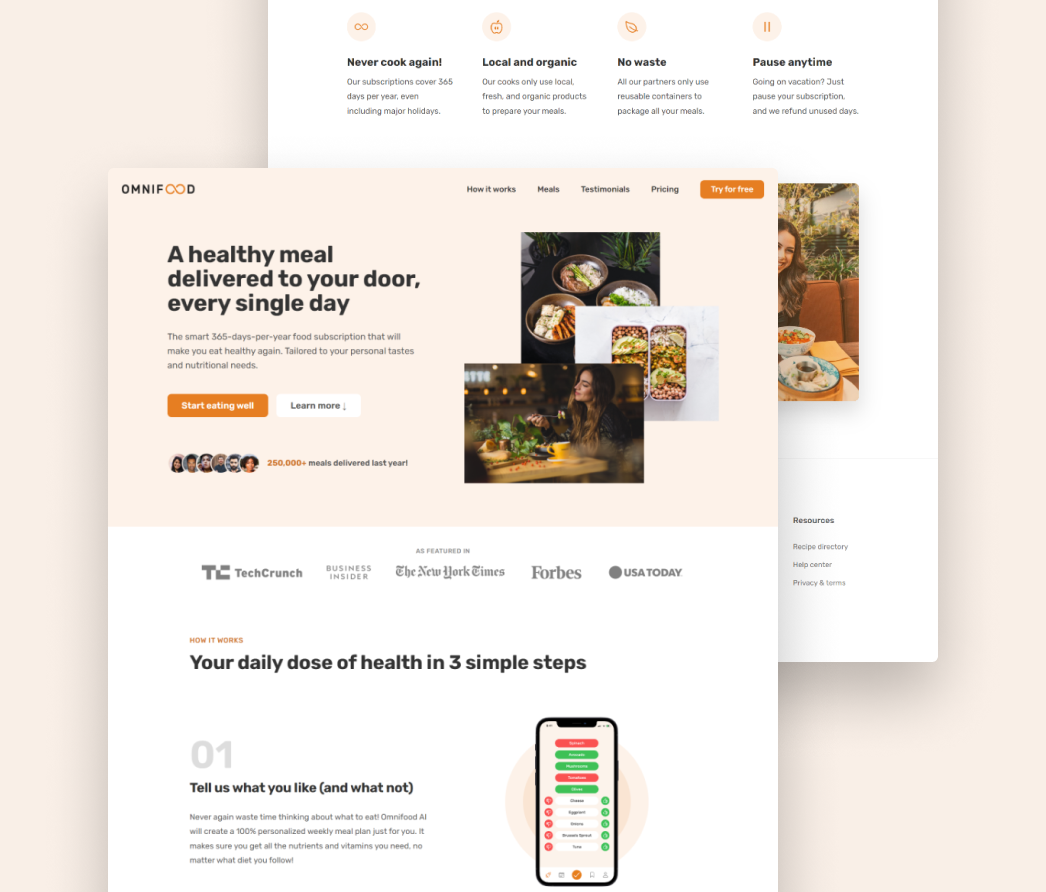 Never cook again!
Our subscriptions cover 365
days per year, even
including major holidays.
Local and organic
Our cooks only use local,
fresh, and organic products
to prepare your meals.
No waste
All our partners only use
reusable containers to
package all your meals.
Pause anytime
Going on vacation? Just
pause your subscription,
and we refund unused days.
OMNIFOOD
How it works
Meals
Testimonials
Pricing
Try for free
A healthy meal
delivered to your door,
every single day
The smart 365-days-per-year food subscription that will
make you eat healthy again. Tailored to your personal tastes
and nutritional needs.
Start eating well
Learn more ↓
250,000+ meals delivered last year!
AS FEATURED IN
TC TechCrunch
BUSINESS
INSIDER
The New York Times
Forbes
USA TODAY
Resources
Recipe directory
Help center
Privacy & terms
HOW IT WORKS
Your daily dose of health in 3 simple steps
01
Tell us what you like (and what not)
Never again waste time thinking about what to eat! Omnifood AI
will create a 100% personalized weekly meal plan just for you. It
makes sure you get all the nutrients and vitamins you need, no
matter what diet you follow!
Spinach
Avocado
Mushrooms
Tomatoes
Olives
Cheese
Eggplant
Onions
Brussels Sprout
Tuna